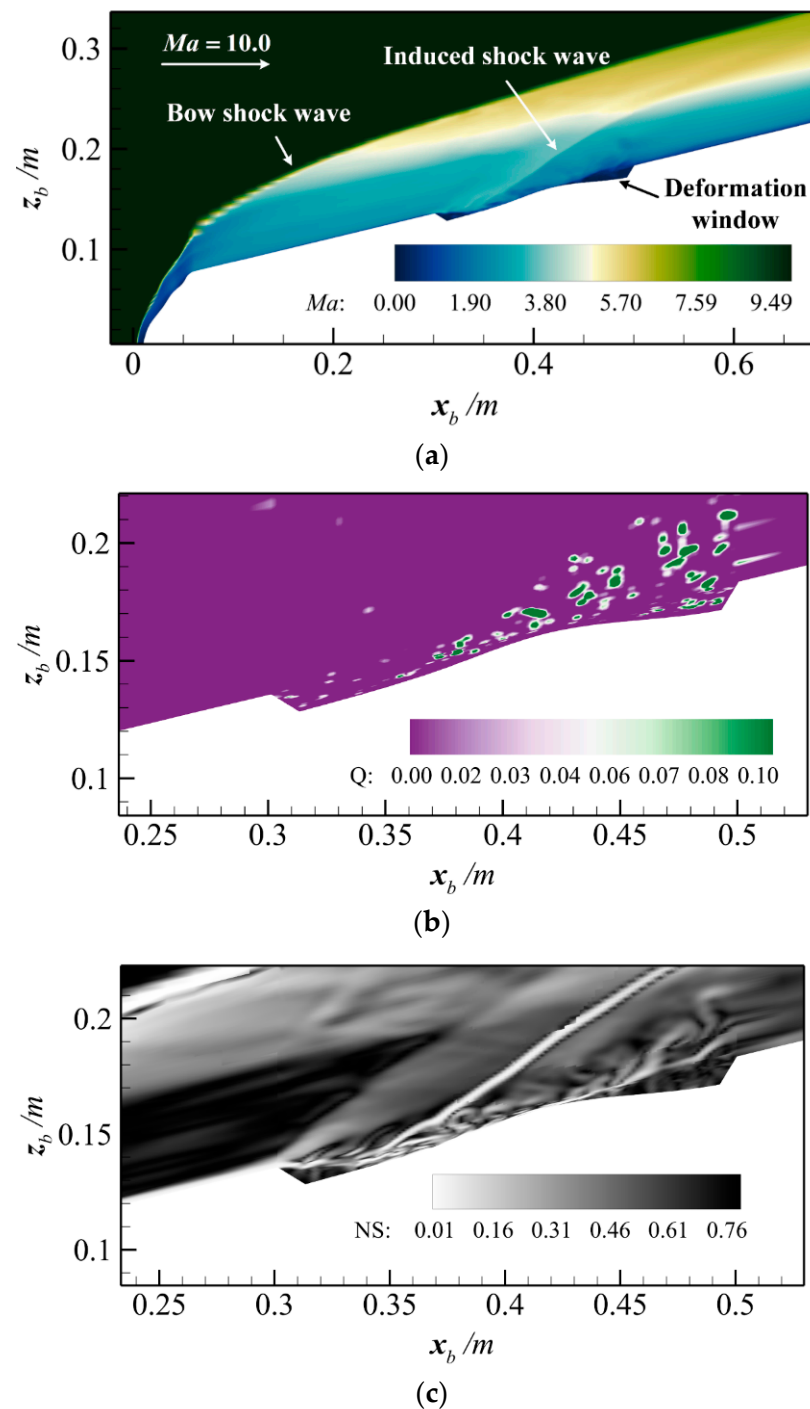 0.3
0.2
0.1
z_b /m
Ma = 10.0
Induced shock wave
Bow shock wave
Deformation
window
Ma: 0.00 1.90 3.80 5.70 7.59 9.49
0 0.2 0.4 0.6
x_b /m
(a)
0.2
0.15
0.1
z_b /m
Q: 0.00 0.02 0.03 0.04 0.06 0.07 0.08 0.10
0.25 0.3 0.35 0.4 0.45 0.5
x_b /m
(b)
0.2
0.15
0.1
z_b /m
NS: 0.01 0.16 0.31 0.46 0.61 0.76
0.25 0.3 0.35 0.4 0.45 0.5
x_b /m
(c)